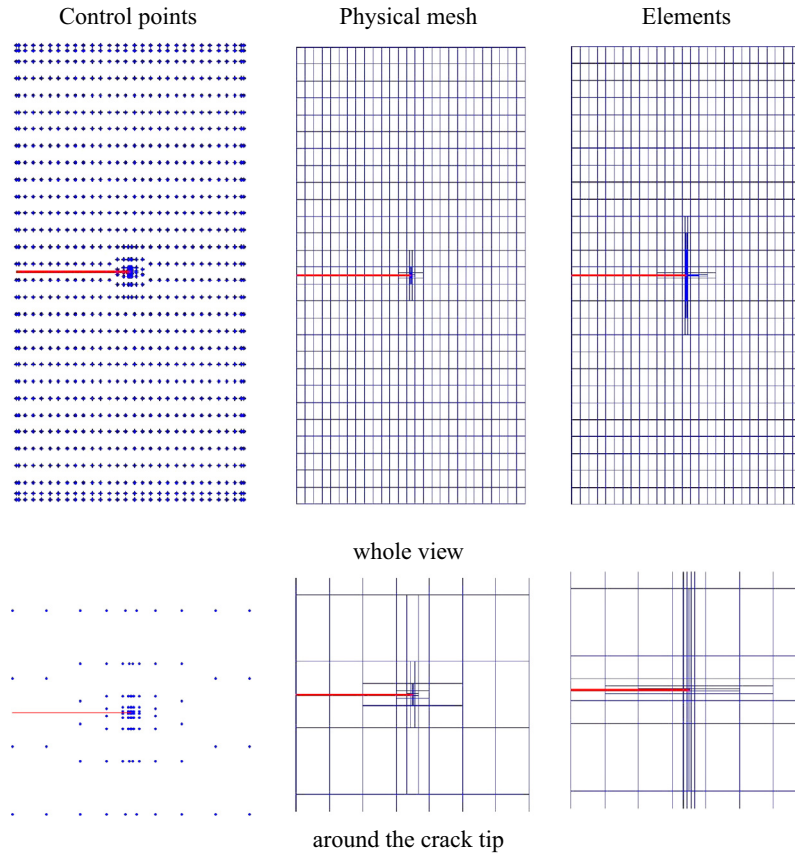 Control points
Physical mesh
Elements
whole view
around the crack tip